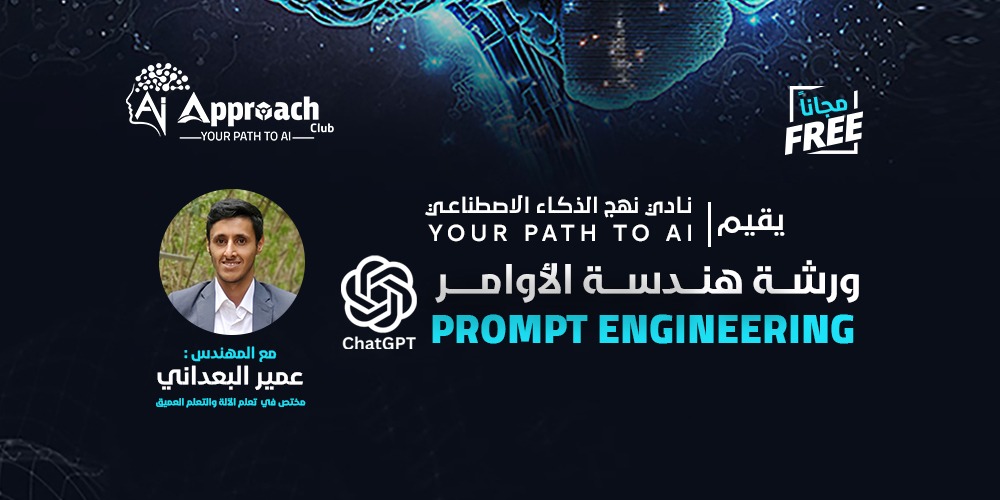 Ai Approach Club
YOUR PATH TO AI
مجاناً
FREE
يقيم
نادي نهج الذكاء الاصطناعي
YOUR PATH TO AI
ورشة هندسة الأوامر
PROMPT ENGINEERING
ChatGPT
مع المهندس :
عمير البعداني
مختص في تعلم الآلة والتعلم العميق